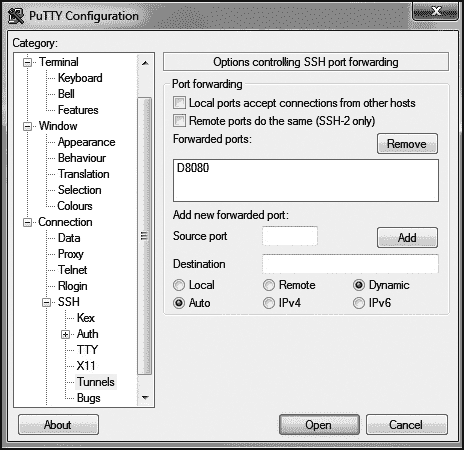 PuTTY Configuration
Category:
Terminal
Keyboard
Bell
Features
Window
Appearance
Behaviour
Translation
Selection
Colours
Connection
Data
Proxy
Telnet
Rlogin
SSH
Kex
Auth
TTY
X11
Tunnels
Bugs
Options controlling SSH port forwarding
Port forwarding
Local ports accept connections from other hosts
Remote ports do the same (SSH-2 only)
Forwarded ports:
Remove
D8080
Add new forwarded port:
Source port
Add
Destination
Local Remote Dynamic
Auto IPv4 IPv6
About Open Cancel